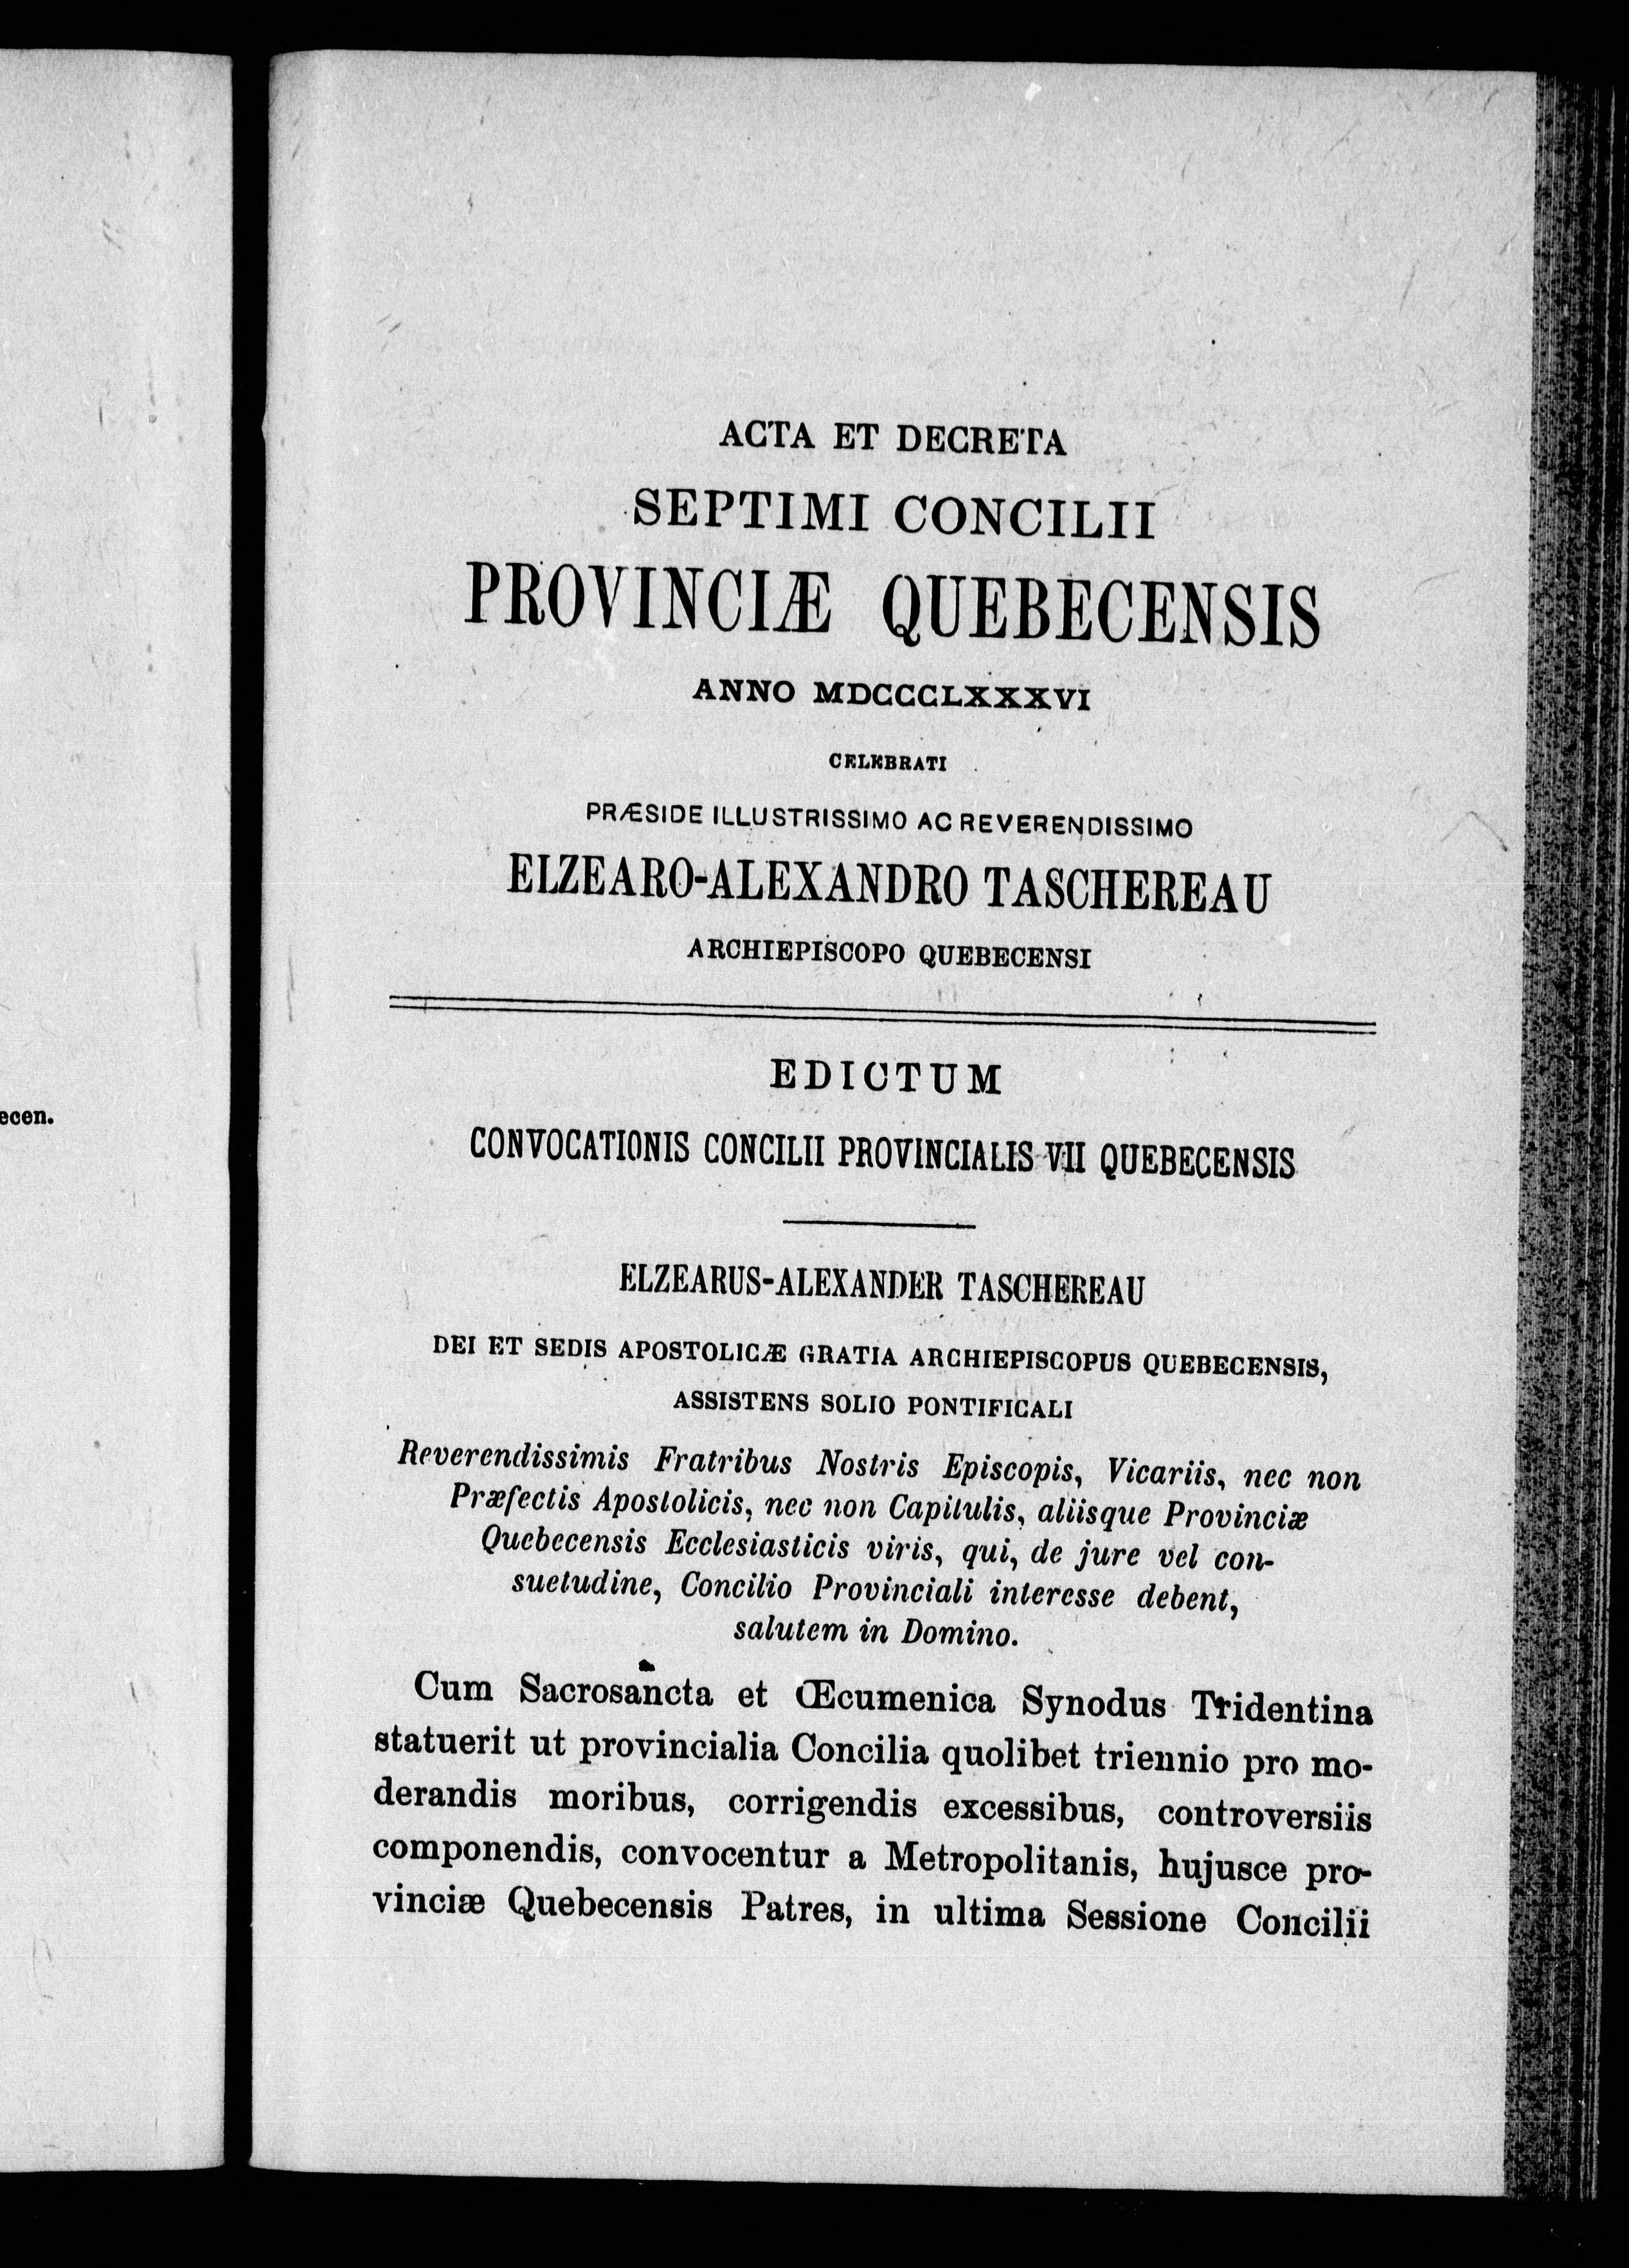 ecen.
ACTA ET DECRETA
SEPTIMI CONCILII
PROVINCIÆ QUEBECENSIS
ANNO MDCCCLXXXVI
CELEBRATI
PRÆSIDE ILLUSTRISSIMO AC REVERENDISSIMO
ELZEARO-ALEXANDRO TASCHEREAU
ARCHIEPISCOPO QUEBECENSI
EDICTUM
CONVOCATIONIS CONCILII PROVINCIALIS VII QUEBECENSIS
ELZEARUS-ALEXANDER TASCHEREAU
DEI ET SEDIS APOSTOLICÆ GRATIA ARCHIEPISCOPUS QUEBECENSIS,
ASSISTENS SOLIO PONTIFICALI
Reverendissimis Fratribus Nostris Episcopis, Vicariis, nec non
Præfectis Apostolicis, nec non Capitulis, aliisque Provinciæ
Quebecensis Ecclesiasticis viris, qui, de jure vel con-
suetudine, Concilio Provinciali interesse debent,
salutem in Domino.
Cum Sacrosancta et Œcumenica Synodus Tridentina
statuerit ut provincialia Concilia quolibet triennio pro mo-
derandis moribus, corrigendis excessibus, controversiis
componendis, convocentur a Metropolitanis, hujusce pro-
vinciæ Quebecensis Patres, in ultima Sessione Concilii